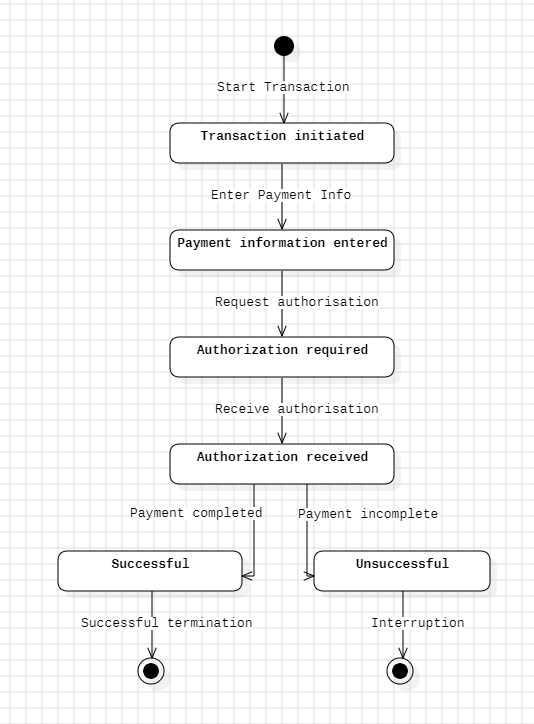 Start Transaction
Transaction initiated
Enter Payment Info
Payment information entered
Request authorisation
Authorization required
Receive authorisation
Authorization received
Payment completed
Payment incomplete
Successful
Unsuccessful
Successful termination
Interruption